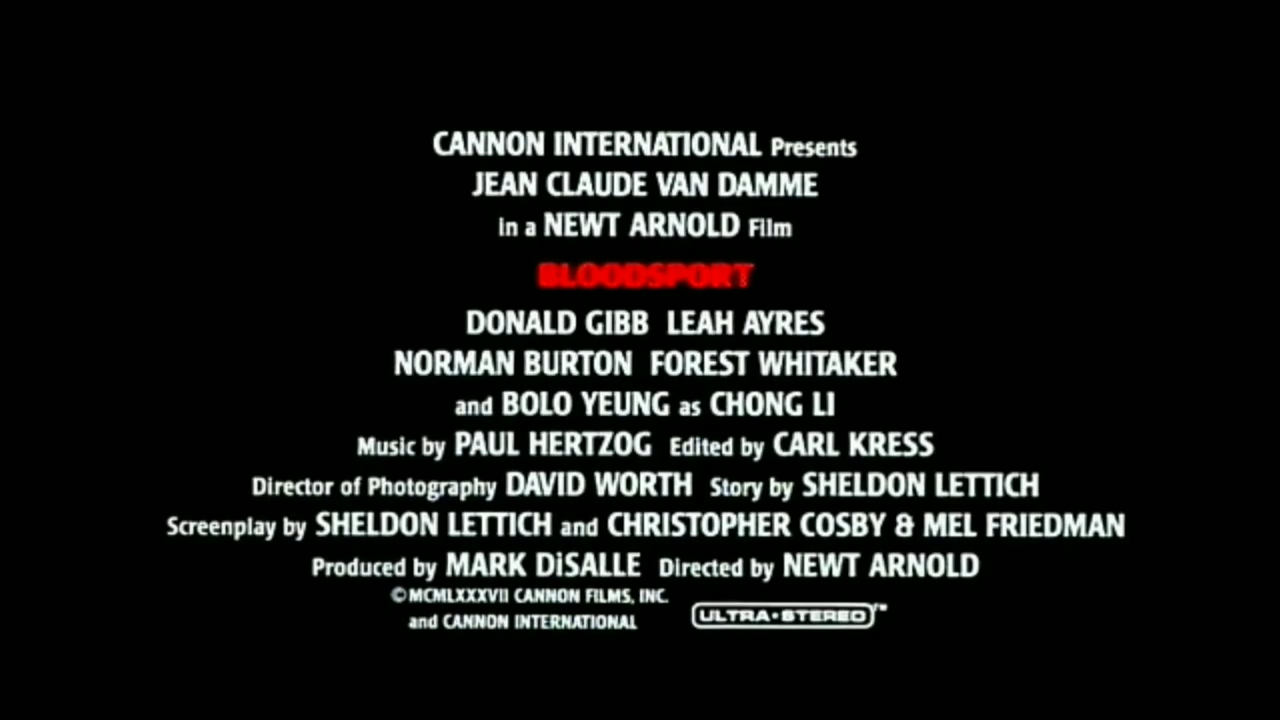 CANNON INTERNATIONAL Presents
JEAN CLAUDE VAN DAMME
in a NEWT ARNOLD Film
BLOODSPORT
DONALD GIBB LEAH AYRES
NORMAN BURTON FOREST WHITAKER
and BOLO YEUNG as CHONG LI
Music by PAUL HERTZOG Edited by CARL KRESS
Director of Photography DAVID WORTH Story by SHELDON LETTICH
Screenplay by SHELDON LETTICH and CHRISTOPHER COSBY & MEL FRIEDMAN
Produced by MARK DiSALLE Directed by NEWT ARNOLD
©MCMLXXXVII CANNON FILMS, INC.
and CANNON INTERNATIONAL
ULTRA•STEREO™